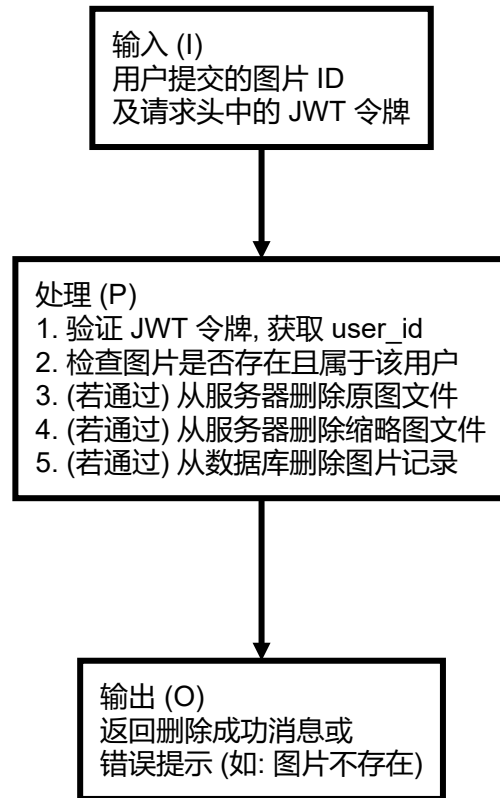 输入 (I)
用户提交的图片 ID
及请求头中的 JWT 令牌
处理 (P)
1. 验证 JWT 令牌, 获取 user_id
2. 检查图片是否存在且属于该用户
3. (若通过) 从服务器删除原图文件
4. (若通过) 从服务器删除缩略图文件
5. (若通过) 从数据库删除图片记录
输出 (O)
返回删除成功消息或
错误提示 (如: 图片不存在)